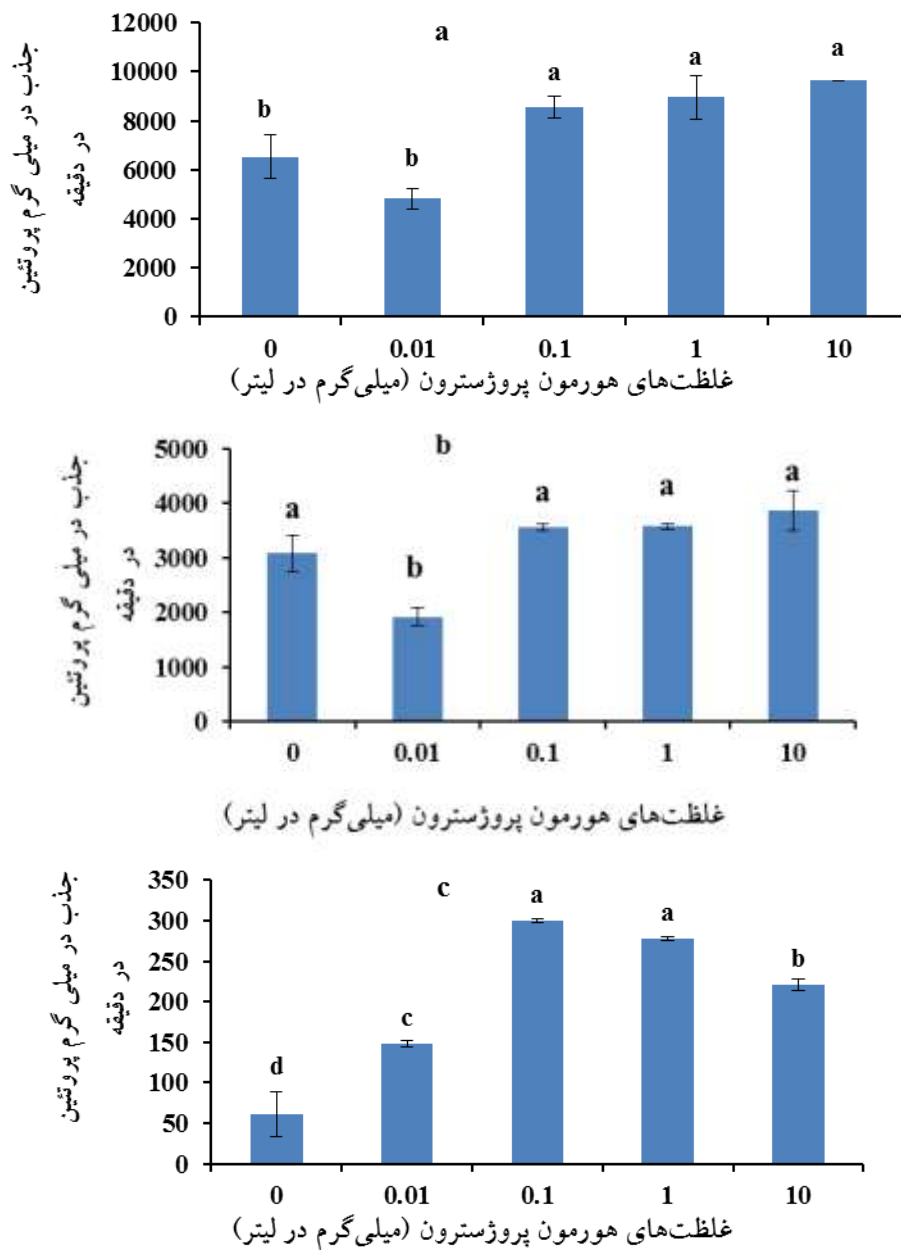 a
جذب در میلی گرم پروتئین
در دقیقه
12000
10000
8000
6000
4000
2000
0
b
b
a
a
a
0 0.01 0.1 1 10
غلظت‌های هورمون پروژسترون (میلی‌گرم در لیتر)
b
جذب در میلی گرم پروتئین
در دقیقه
5000
4000
3000
2000
1000
0
a
b
a
a
a
0 0.01 0.1 1 10
غلظت‌های هورمون پروژسترون (میلی‌گرم در لیتر)
c
جذب در میلی گرم پروتئین
در دقیقه
350
300
250
200
150
100
50
0
d
c
a
a
b
0 0.01 0.1 1 10
غلظت‌های هورمون پروژسترون (میلی‌گرم در لیتر)